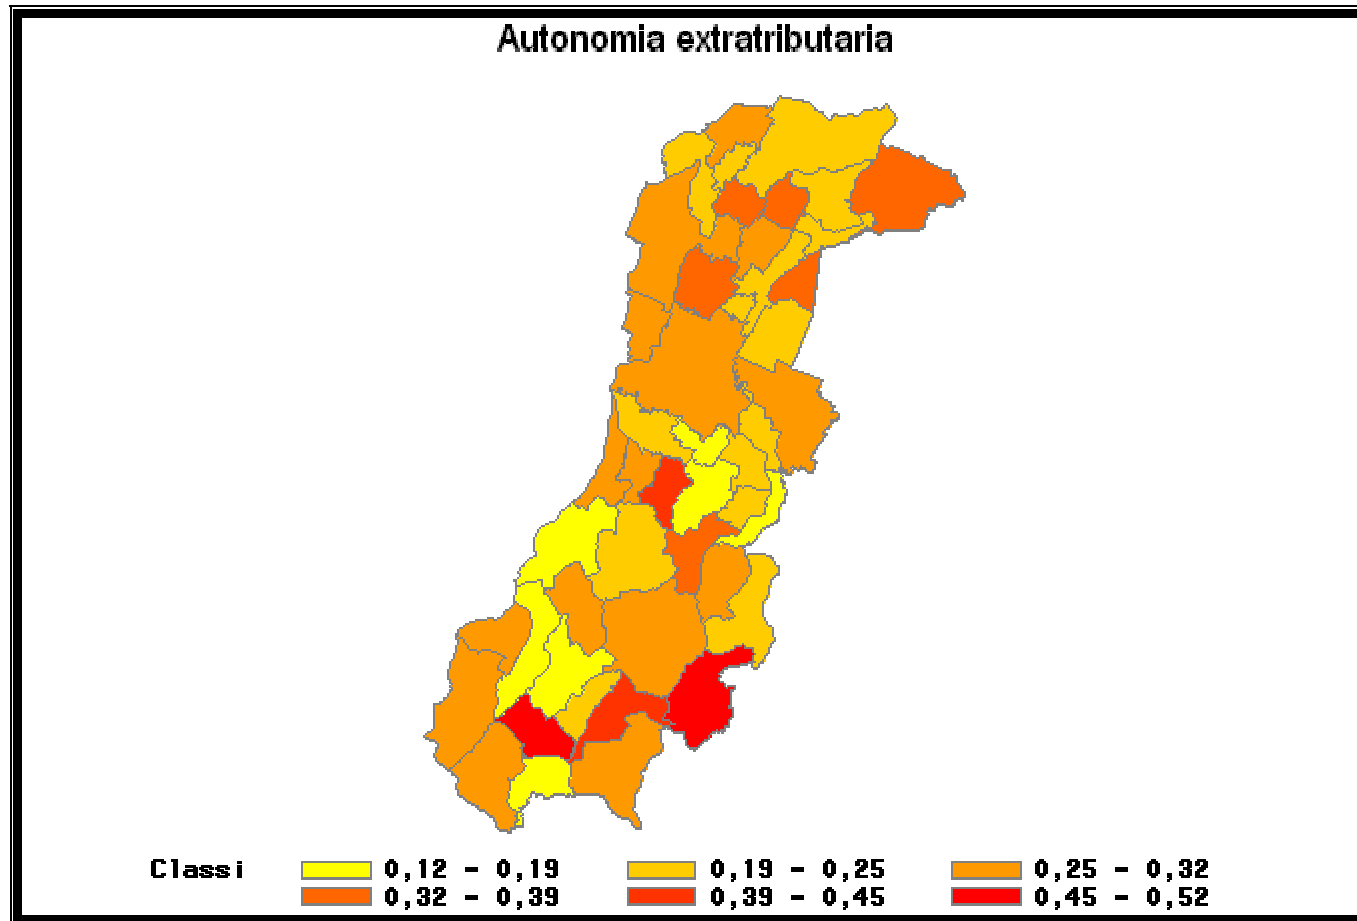 Autonomia extratributaria
Classi 0,12 - 0,19 0,19 - 0,25 0,25 - 0,32
0,32 - 0,39 0,39 - 0,45 0,45 - 0,52